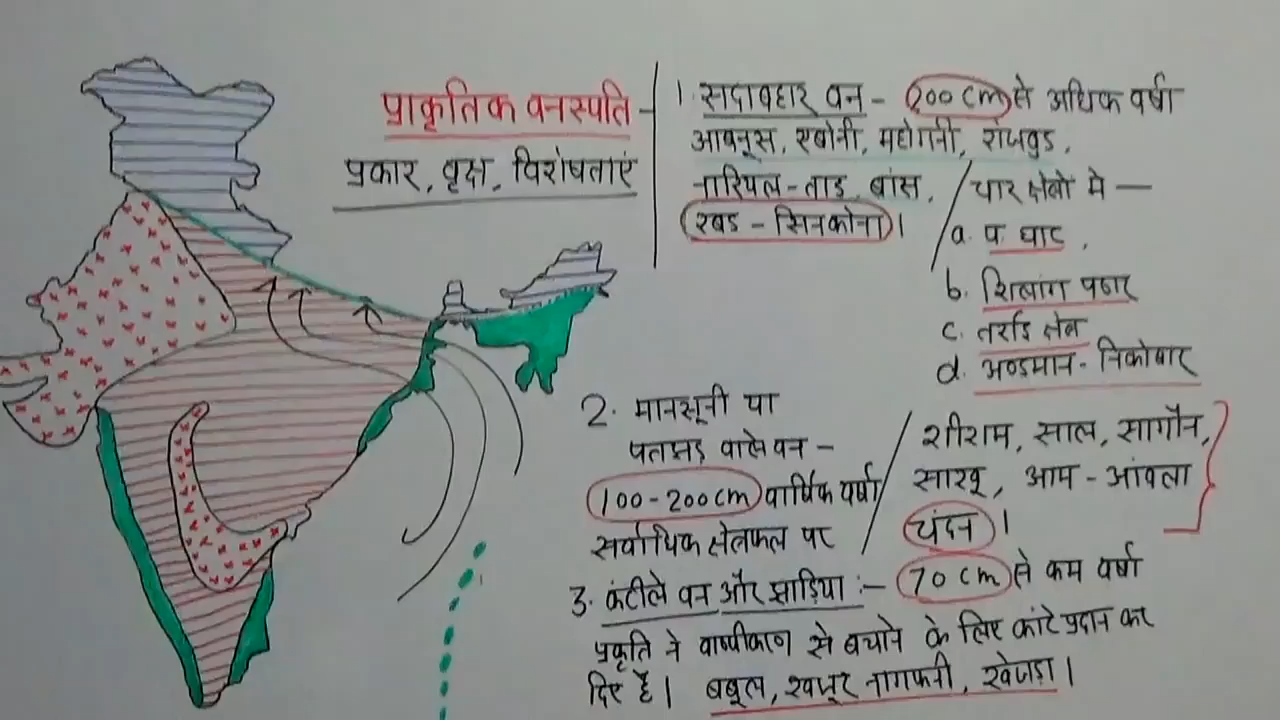 प्राकृतिक वनस्पति -
प्रकार, वृक्ष, विशेषताएं
1. सदाबहार वन - 200 cm से अधिक वर्षा
आबनूस, एबोनी, महोगनी, रोजवुड,
नारियल - ताड़, बांस,
रबड़ - सिनकोना।
चार क्षेत्रों में —
a. प. घाट,
b. शिलांग पठार
c. तराई क्षेत्र
d. अण्डमान - निकोबार
2. मानसूनी या
पतझड़ वाले वन -
100 - 200 cm वार्षिक वर्षा
सर्वाधिक क्षेत्रफल पर
शीशम, साल, सागौन,
साखू, आम - आंवला
चंदन।
3. कंटीले वन और झाड़िया :- 70 cm से कम वर्षा
प्रकृति ने वाष्पीकरण से बचाने के लिए कांटे प्रदान कर
दिए हैं। बबूल, खजूर नागफनी, खेजड़ा।